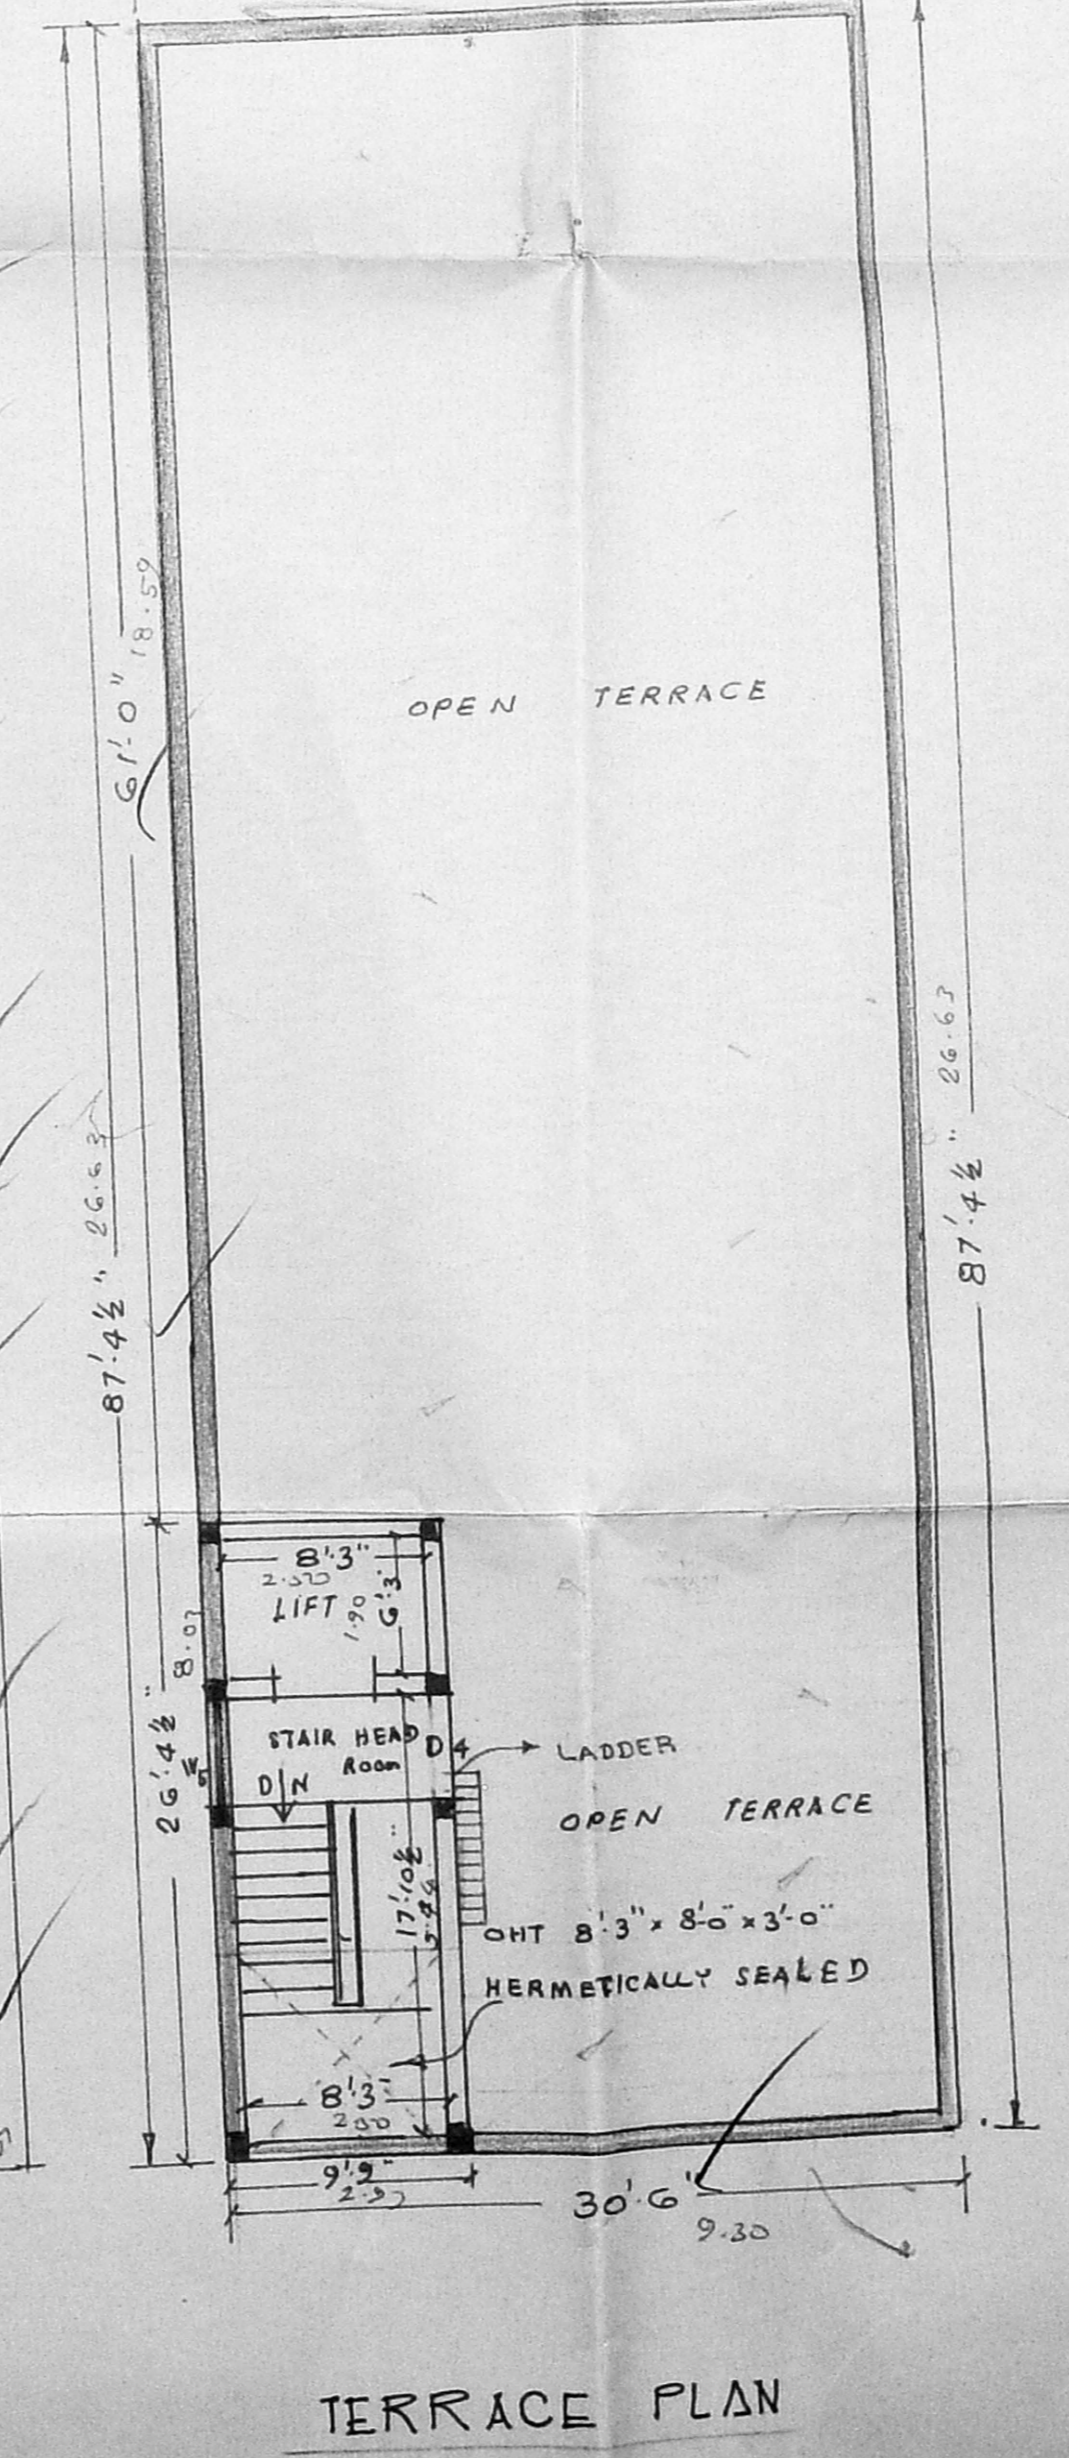 61'-0" 18.59
OPEN TERRACE
87'-4½" 26.63
87'-4½" 26.63
8'-3"
LIFT
1.90
6'-3"
8.03
26'-4½"
STAIR HEAD
Room
D4
LADDER
W5
DN
OPEN TERRACE
17'-10½"
OHT 8'-3" x 8'-0" x 3'-0"
HERMETICALLY SEALED
8'-3"
9'-9"
2.97
30'-6"
9.30
TERRACE PLAN